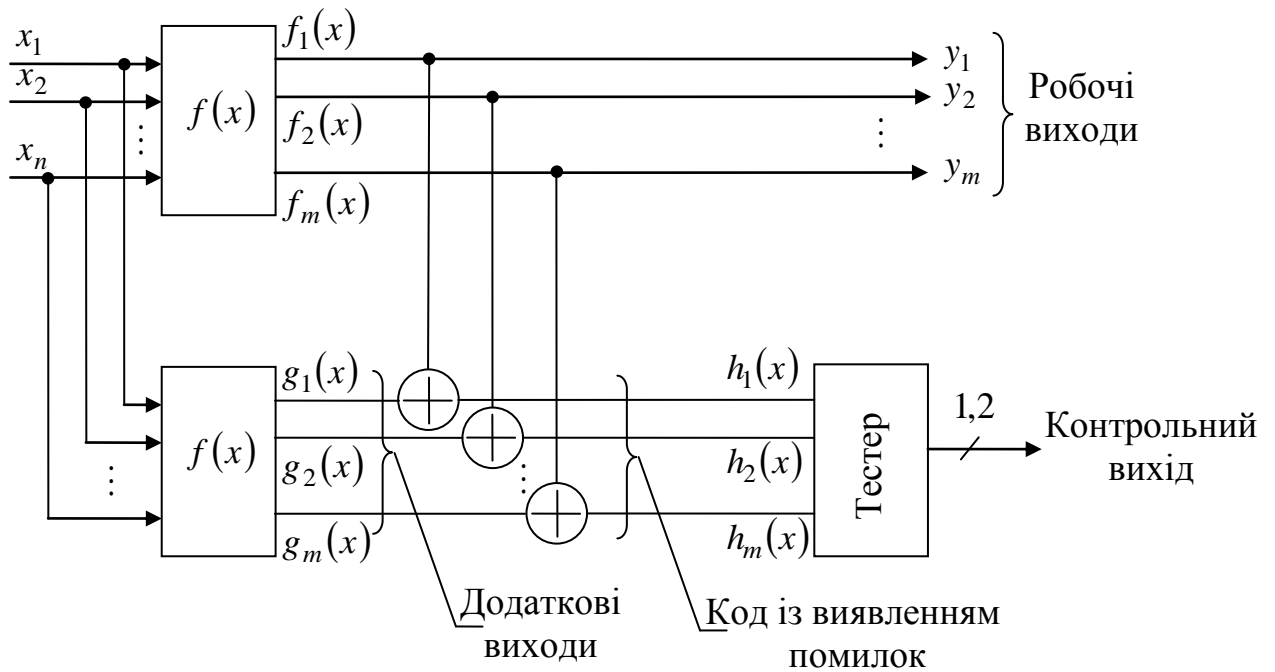 x₁
x₂
⋮
xₙ
f(x)
f₁(x)
f₂(x)
fₘ(x)
y₁
y₂
⋮
yₘ
Робочі
виходи
⋮
f(x)
g₁(x)
g₂(x)
gₘ(x)
⋮
h₁(x)
h₂(x)
hₘ(x)
Тестер
1,2
Контрольний
вихід
Додаткові
виходи
Код із виявленням
помилок